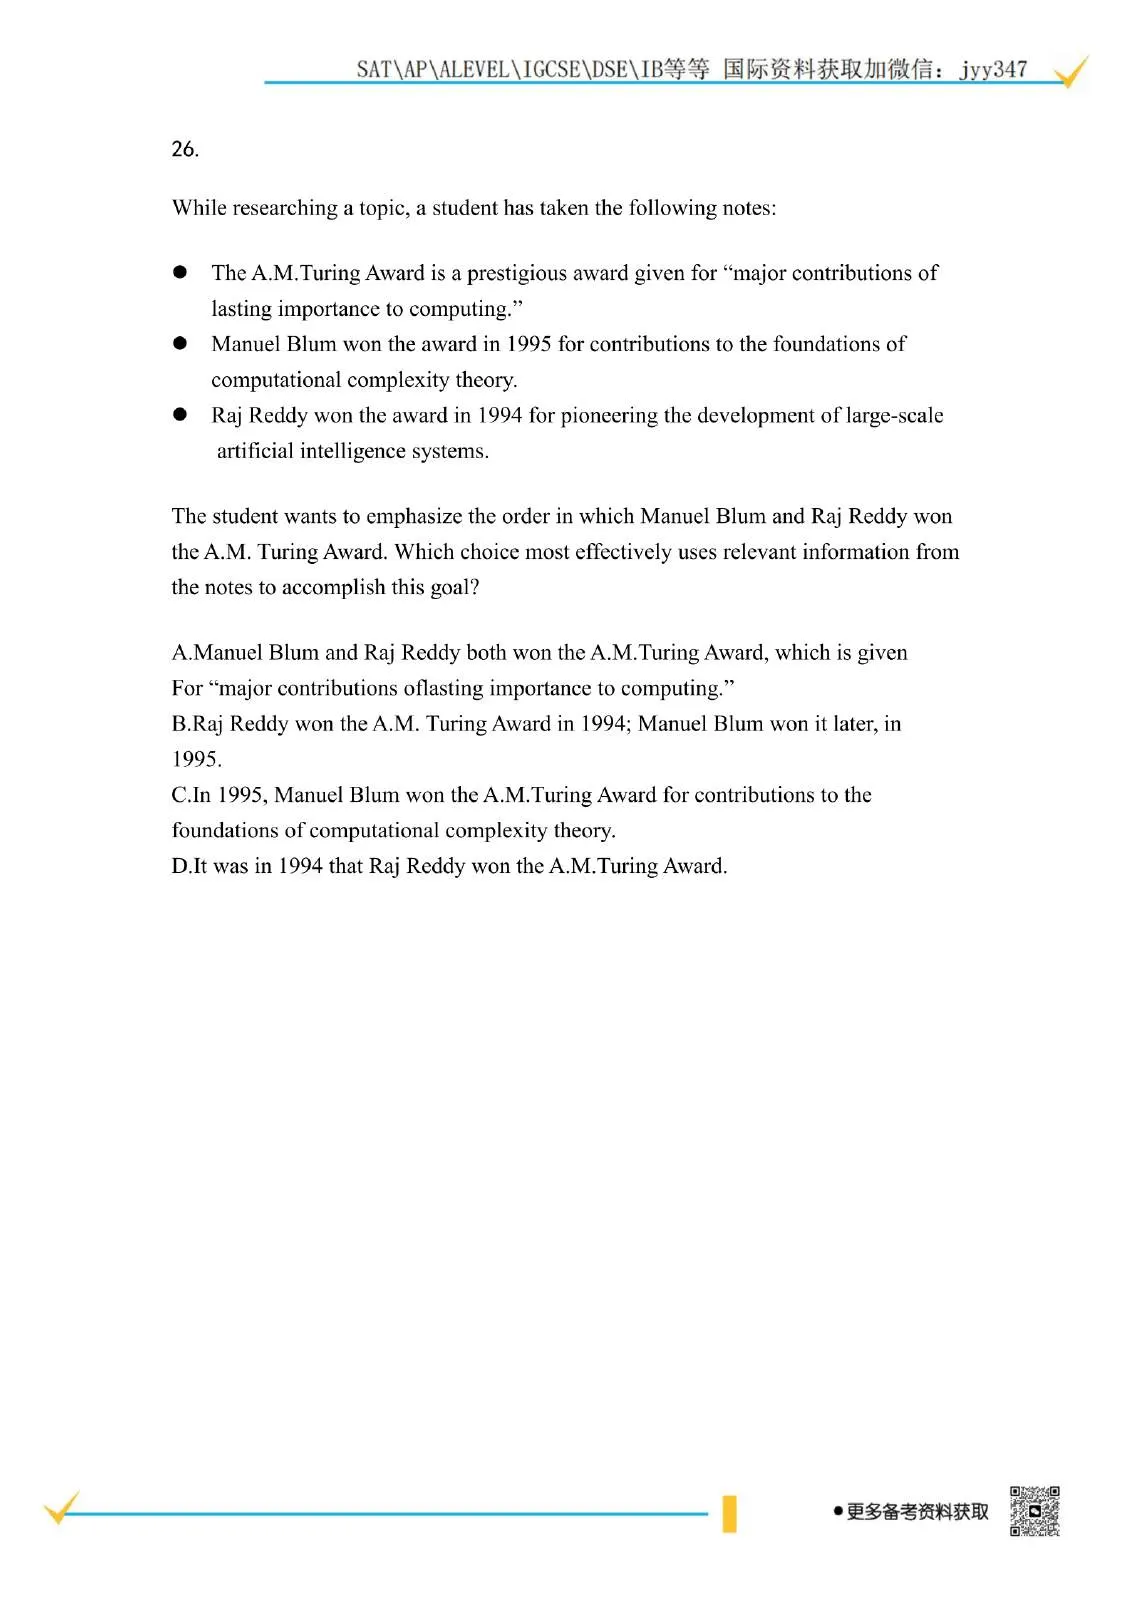 SAT\AP\ALEVEL\IGCSE\DSE\IB等等 国际资料获取加微信：jyy347
26.
While researching a topic, a student has taken the following notes:
● The A.M.Turing Award is a prestigious award given for “major contributions of
lasting importance to computing.”
● Manuel Blum won the award in 1995 for contributions to the foundations of
computational complexity theory.
● Raj Reddy won the award in 1994 for pioneering the development of large-scale
artificial intelligence systems.
The student wants to emphasize the order in which Manuel Blum and Raj Reddy won
the A.M. Turing Award. Which choice most effectively uses relevant information from
the notes to accomplish this goal?
A.Manuel Blum and Raj Reddy both won the A.M.Turing Award, which is given
For “major contributions oflasting importance to computing.”
B.Raj Reddy won the A.M. Turing Award in 1994; Manuel Blum won it later, in
1995.
C.In 1995, Manuel Blum won the A.M.Turing Award for contributions to the
foundations of computational complexity theory.
D.It was in 1994 that Raj Reddy won the A.M.Turing Award.
●更多备考资料获取